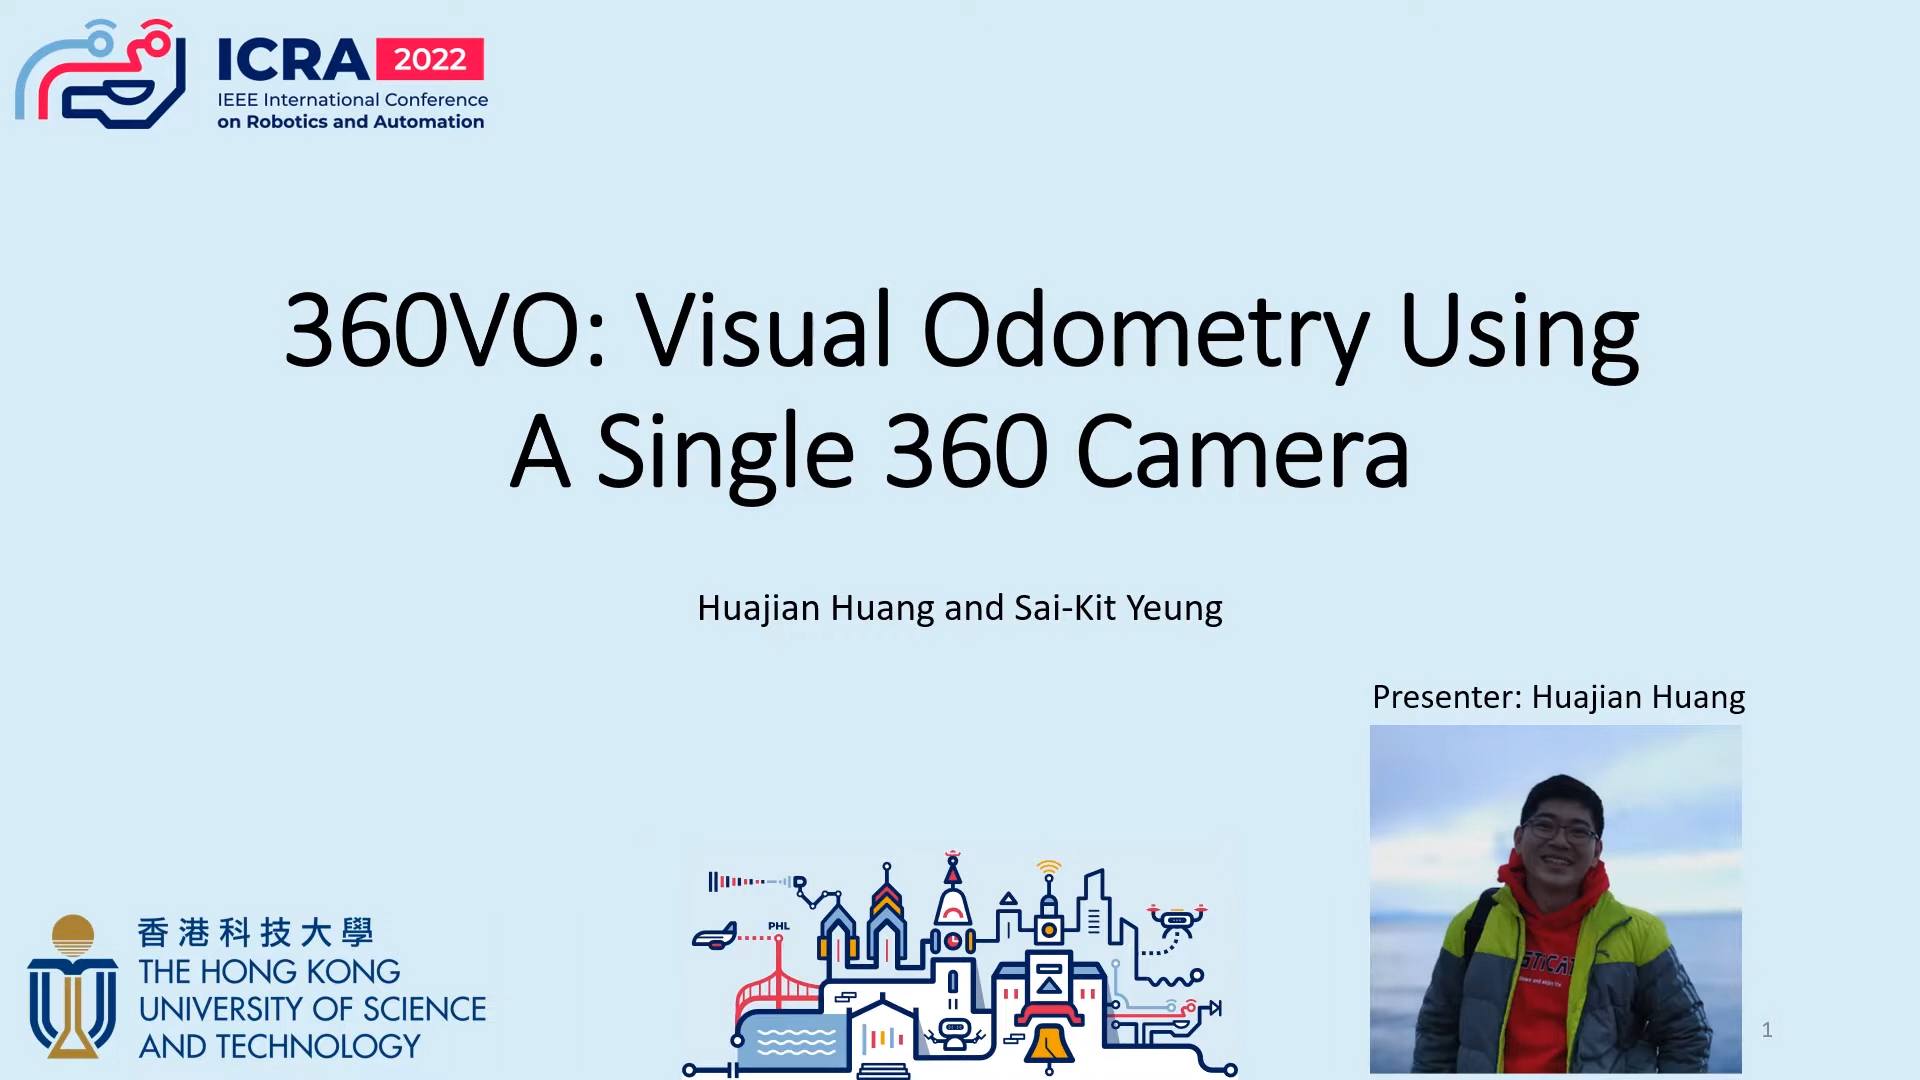 ICRA 2022
IEEE International Conference
on Robotics and Automation
360VO: Visual Odometry Using
A Single 360 Camera
Huajian Huang and Sai-Kit Yeung
Presenter: Huajian Huang
PHL
香港科技大學
THE HONG KONG
UNIVERSITY OF SCIENCE
AND TECHNOLOGY
1